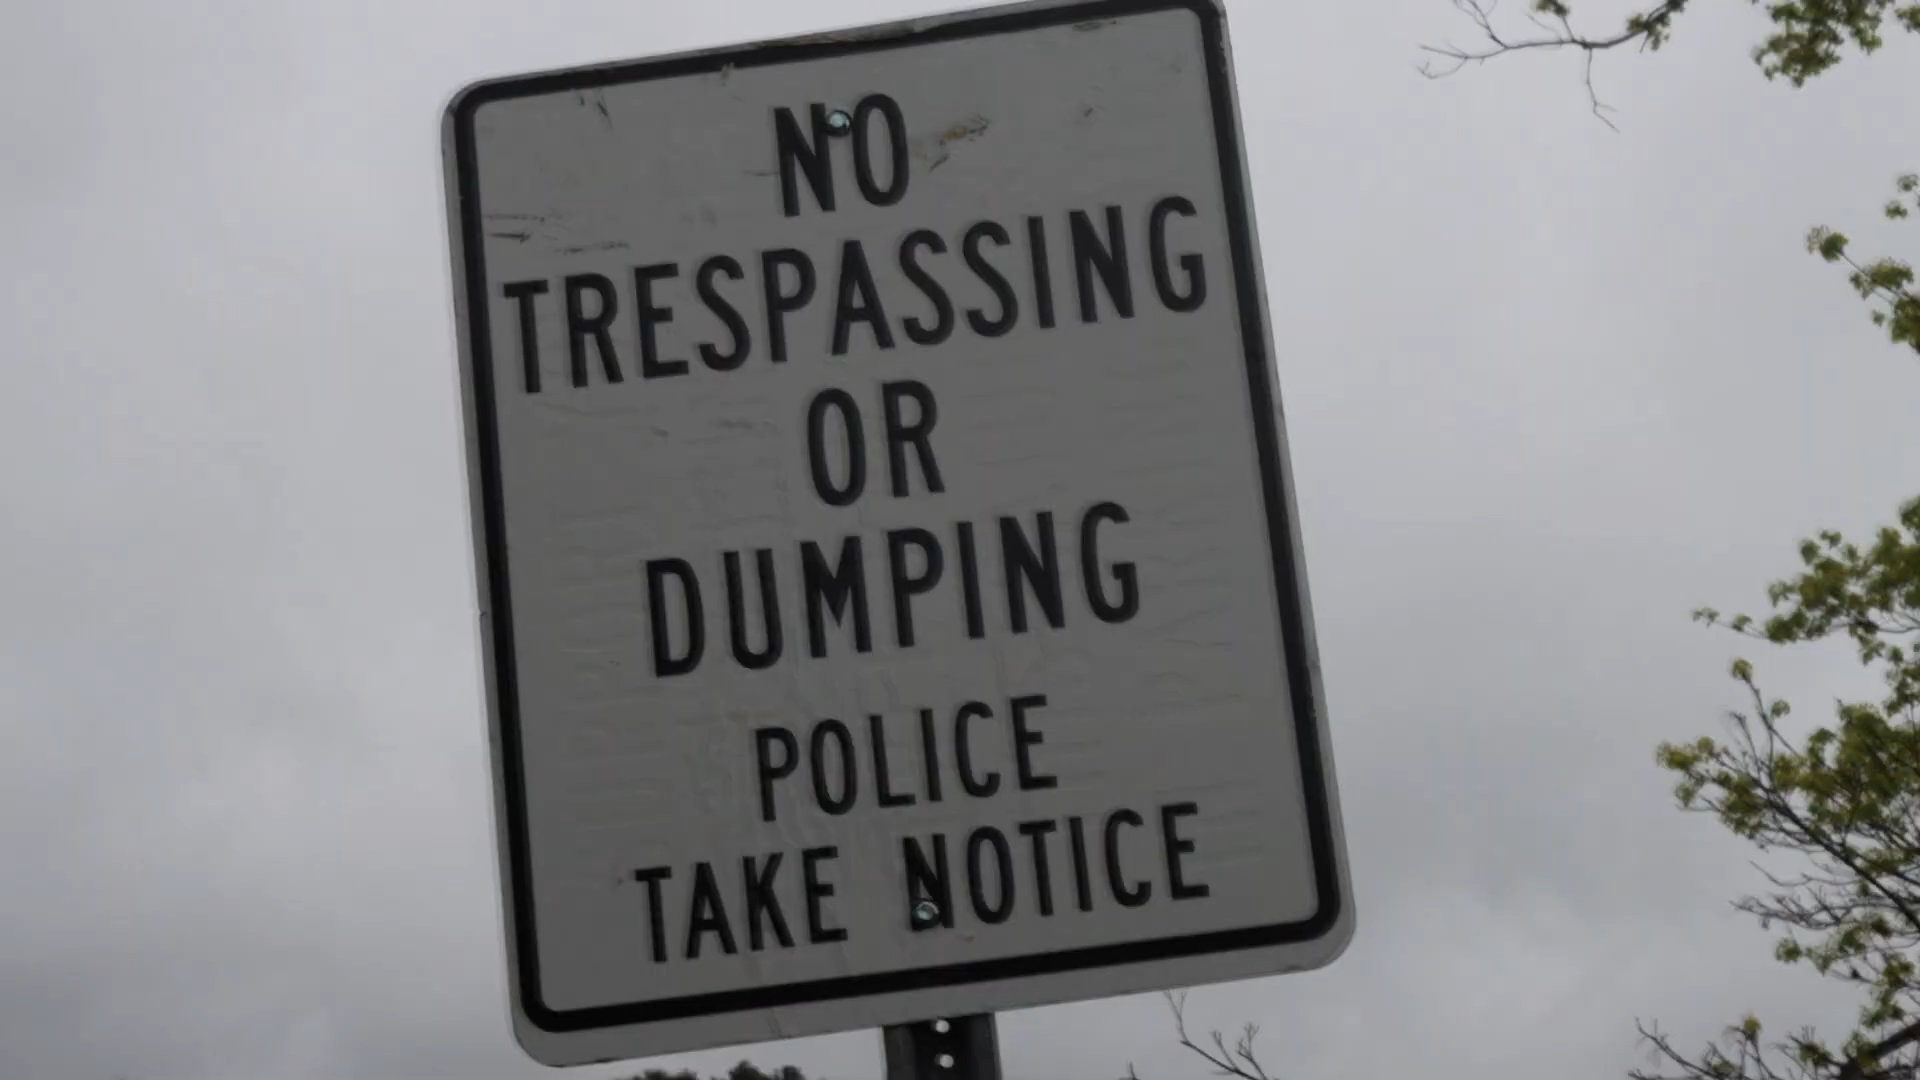 NO
TRESPASSING
OR
DUMPING
POLICE
TAKE NOTICE